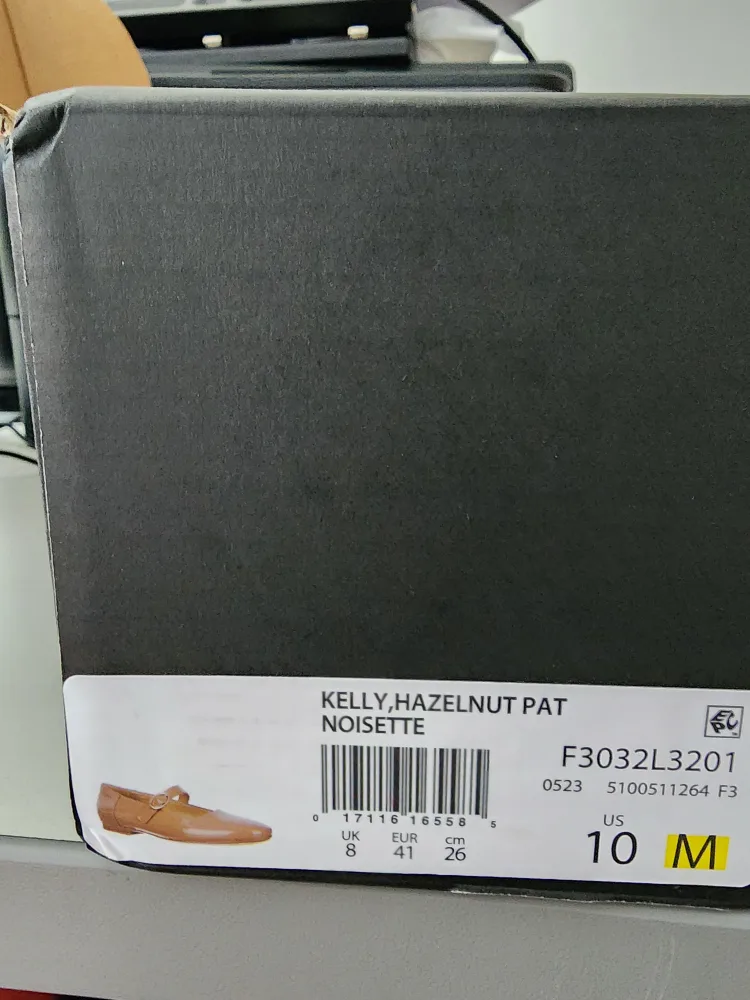 KELLY,HAZELNUT PAT
NOISETTE
F3032L3201
0523 5100511264 F3
0 17116 16558 5
UK EUR cm
8 41 26
US
10 M